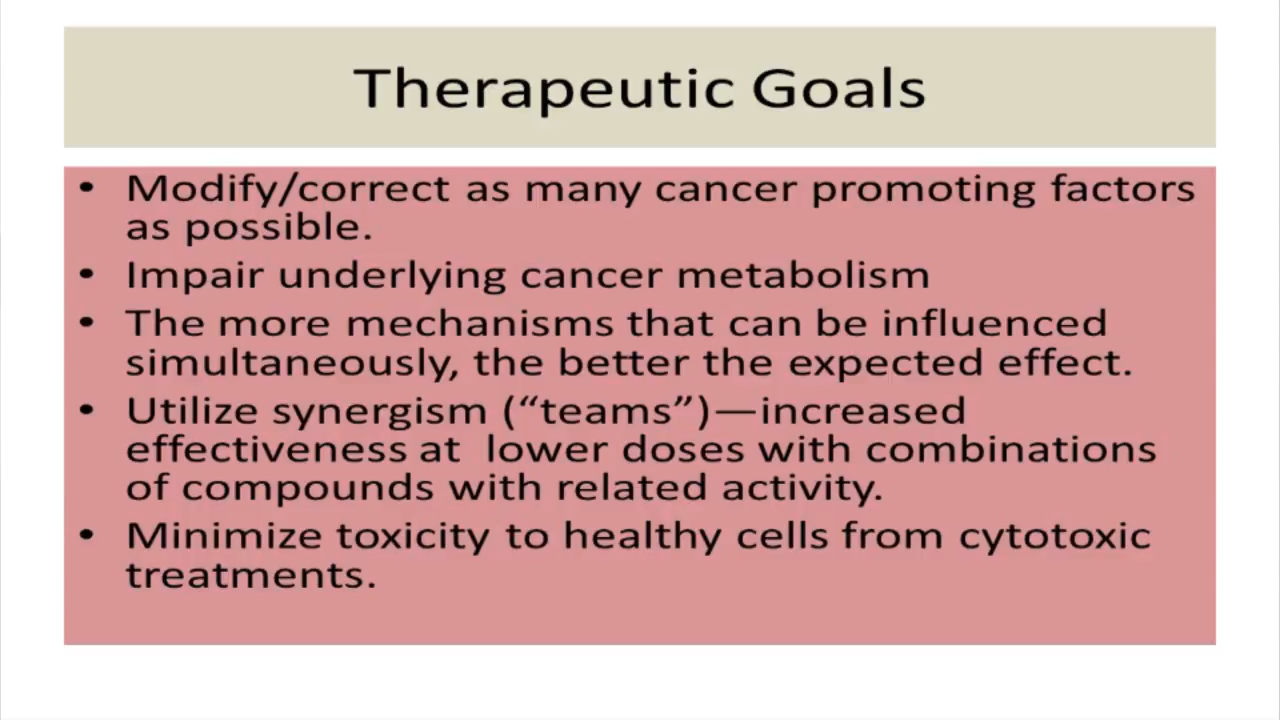 Therapeutic Goals
• Modify/correct as many cancer promoting factors
as possible.
• Impair underlying cancer metabolism
• The more mechanisms that can be influenced
simultaneously, the better the expected effect.
• Utilize synergism (“teams”)—increased
effectiveness at  lower doses with combinations
of compounds with related activity.
• Minimize toxicity to healthy cells from cytotoxic
treatments.